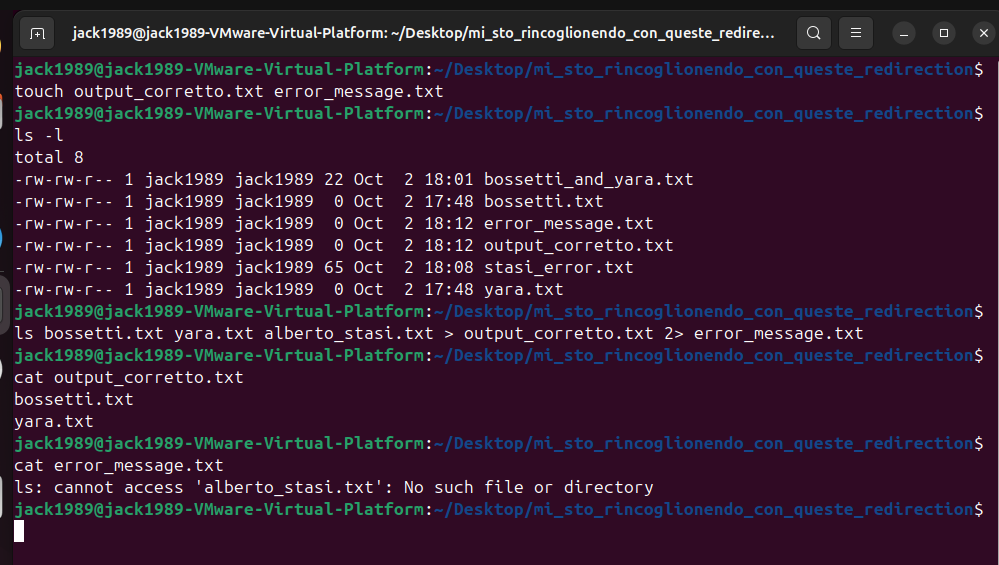 jack1989@jack1989-VMware-Virtual-Platform: ~/Desktop/mi_sto_rincoglionendo_con_queste_redire...
jack1989@jack1989-VMware-Virtual-Platform:~/Desktop/mi_sto_rincoglionendo_con_queste_redirection$
touch output_corretto.txt error_message.txt
jack1989@jack1989-VMware-Virtual-Platform:~/Desktop/mi_sto_rincoglionendo_con_queste_redirection$
ls -l
total 8
-rw-rw-r-- 1 jack1989 jack1989 22 Oct  2 18:01 bossetti_and_yara.txt
-rw-rw-r-- 1 jack1989 jack1989  0 Oct  2 17:48 bossetti.txt
-rw-rw-r-- 1 jack1989 jack1989  0 Oct  2 18:12 error_message.txt
-rw-rw-r-- 1 jack1989 jack1989  0 Oct  2 18:12 output_corretto.txt
-rw-rw-r-- 1 jack1989 jack1989 65 Oct  2 18:08 stasi_error.txt
-rw-rw-r-- 1 jack1989 jack1989  0 Oct  2 17:48 yara.txt
jack1989@jack1989-VMware-Virtual-Platform:~/Desktop/mi_sto_rincoglionendo_con_queste_redirection$
ls bossetti.txt yara.txt alberto_stasi.txt > output_corretto.txt 2> error_message.txt
jack1989@jack1989-VMware-Virtual-Platform:~/Desktop/mi_sto_rincoglionendo_con_queste_redirection$
cat output_corretto.txt
bossetti.txt
yara.txt
jack1989@jack1989-VMware-Virtual-Platform:~/Desktop/mi_sto_rincoglionendo_con_queste_redirection$
cat error_message.txt
ls: cannot access 'alberto_stasi.txt': No such file or directory
jack1989@jack1989-VMware-Virtual-Platform:~/Desktop/mi_sto_rincoglionendo_con_queste_redirection$